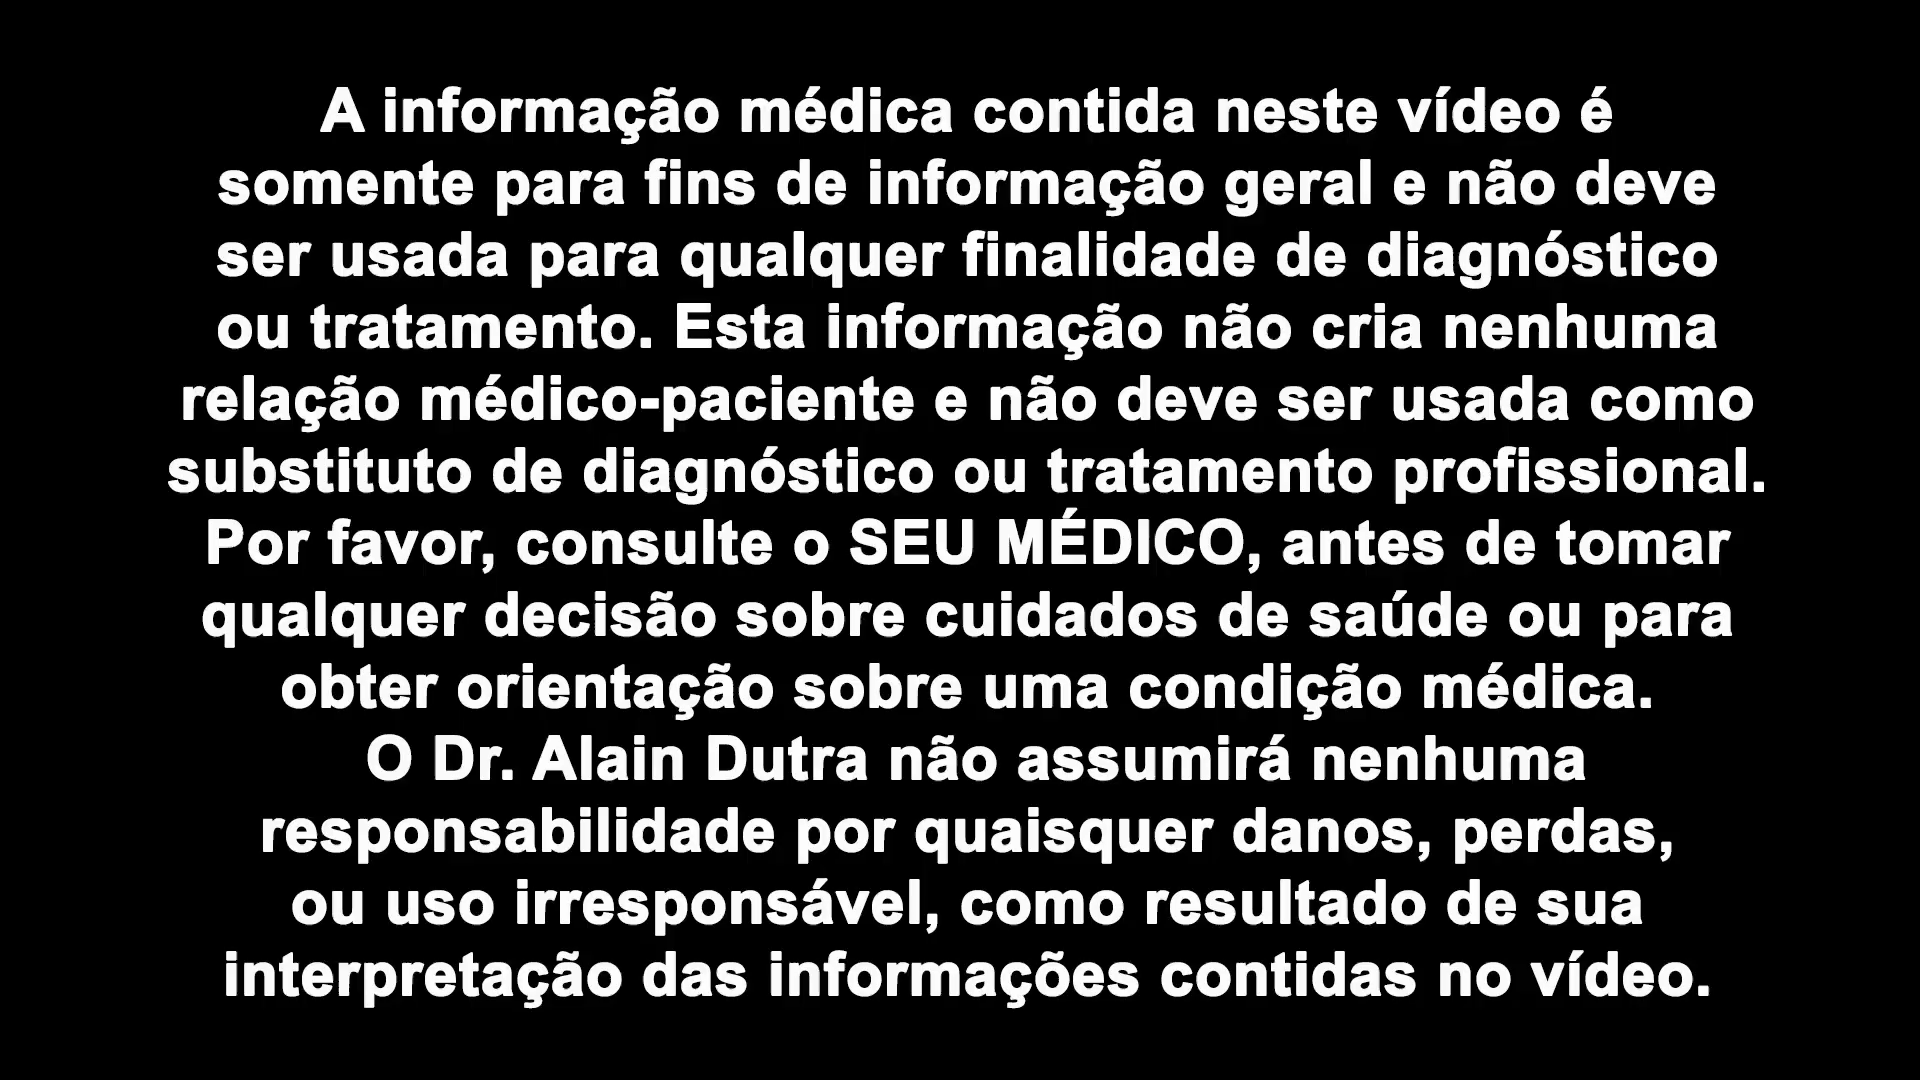 A informação médica contida neste vídeo é
somente para fins de informação geral e não deve
ser usada para qualquer finalidade de diagnóstico
ou tratamento. Esta informação não cria nenhuma
relação médico-paciente e não deve ser usada como
substituto de diagnóstico ou tratamento profissional.
Por favor, consulte o SEU MÉDICO, antes de tomar
qualquer decisão sobre cuidados de saúde ou para
obter orientação sobre uma condição médica.
O Dr. Alain Dutra não assumirá nenhuma
responsabilidade por quaisquer danos, perdas,
ou uso irresponsável, como resultado de sua
interpretação das informações contidas no vídeo.